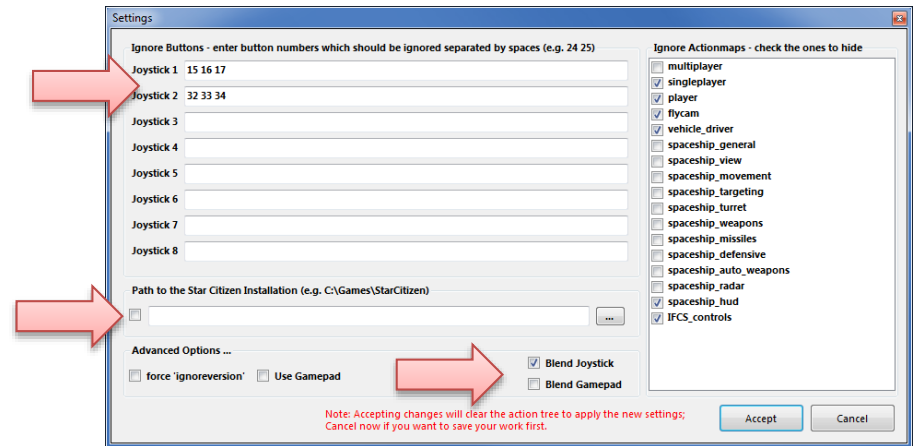 Settings
Ignore Buttons - enter button numbers which should be ignored separated by spaces (e.g. 24 25)
Joystick 1 15 16 17
Joystick 2 32 33 34
Joystick 3
Joystick 4
Joystick 5
Joystick 6
Joystick 7
Joystick 8
Path to the Star Citizen Installation (e.g. C:\Games\StarCitizen)
...
Advanced Options ...
force 'ignoreversion' Use Gamepad
Blend Joystick
Blend Gamepad
Ignore Actionmaps - check the ones to hide
multiplayer
singleplayer
player
flycam
vehicle_driver
spaceship_general
spaceship_view
spaceship_movement
spaceship_targeting
spaceship_turret
spaceship_weapons
spaceship_missiles
spaceship_defensive
spaceship_auto_weapons
spaceship_radar
spaceship_hud
IFCS_controls
Note: Accepting changes will clear the action tree to apply the new settings;
Cancel now if you want to save your work first.
Accept Cancel